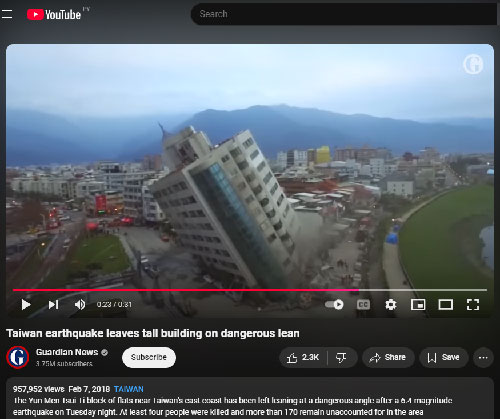 YouTube
Search
0:23 / 0:31
CC
Taiwan earthquake leaves tall building on dangerous lean
Guardian News
3.75M subscribers
Subscribe
2.3K
Share
Save
957,952 views Feb 7, 2018 TAIWAN
The Yun Men Tsui Ti block of flats near Taiwan's east coast has been left leaning at a dangerous angle after a 6.4 magnitude
earthquake on Tuesday night. At least four people were killed and more than 170 remain unaccounted for in the area